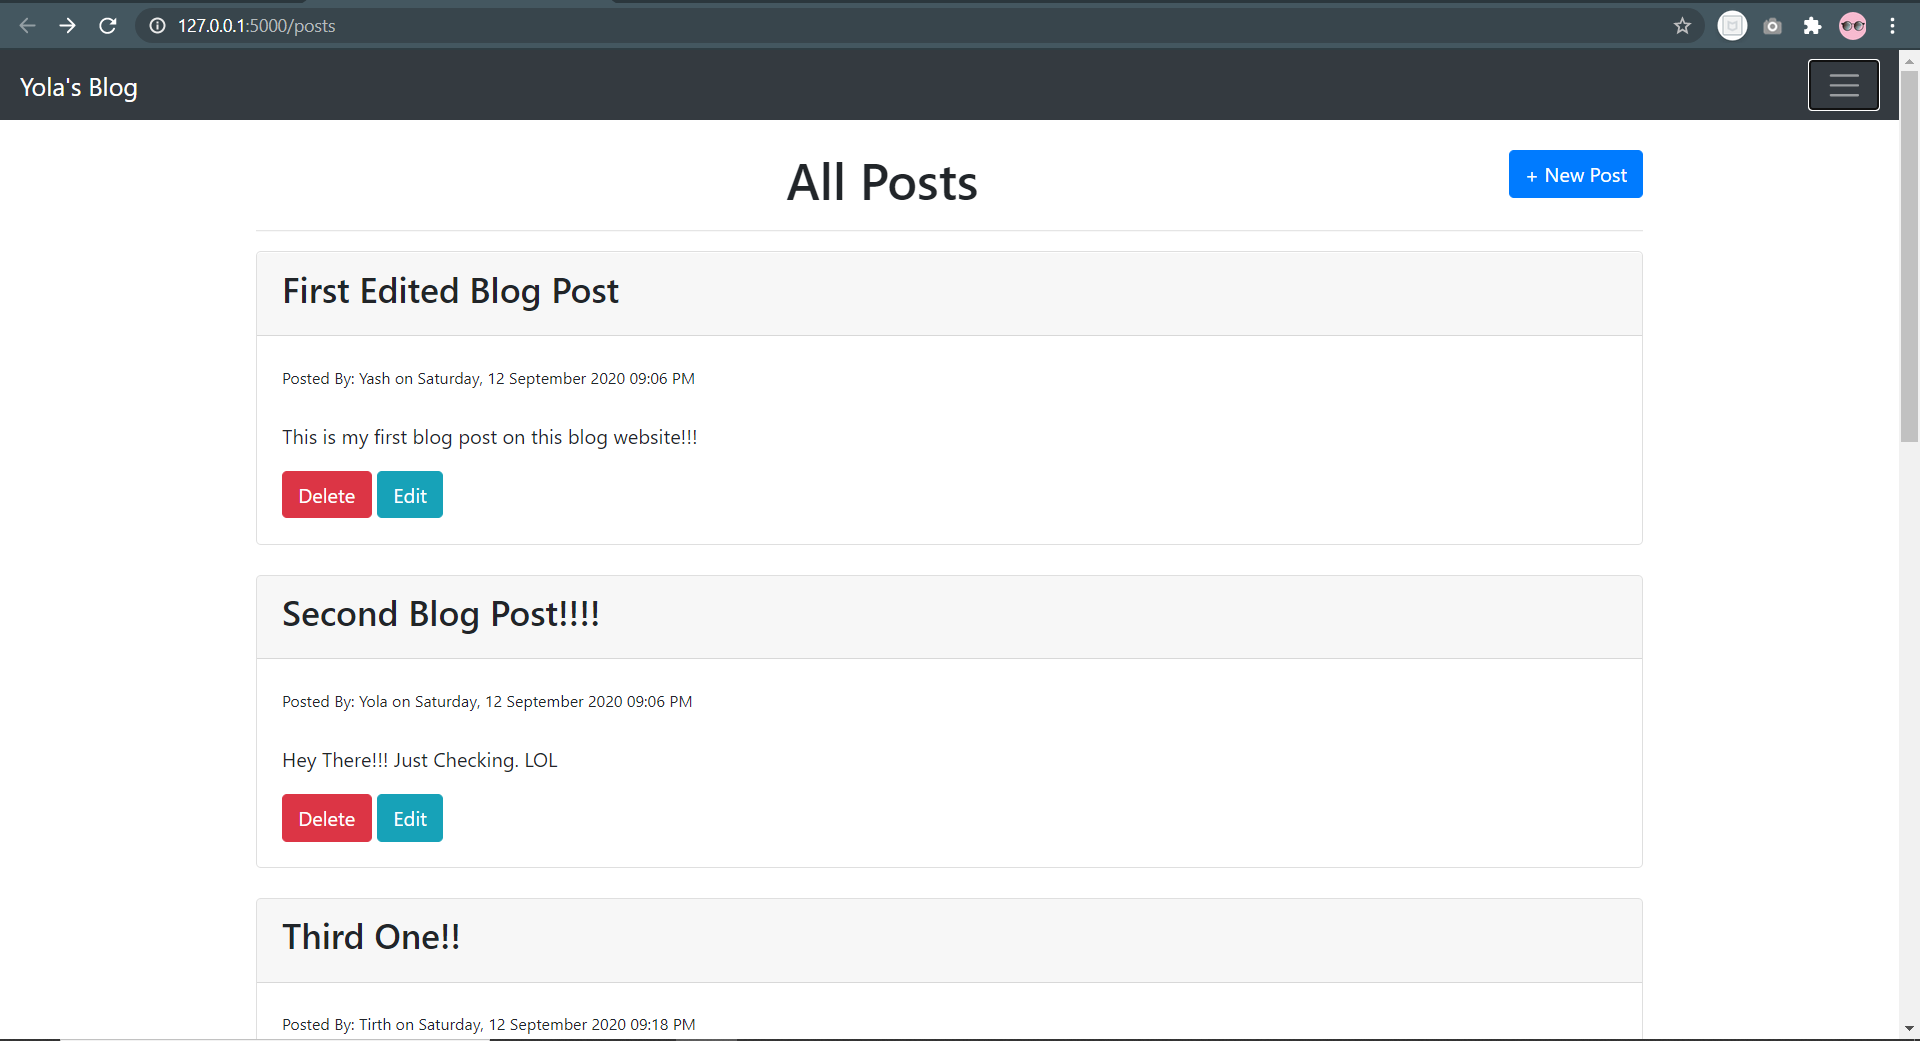 127.0.0.1:5000/posts
Yola's Blog
All Posts
+ New Post
First Edited Blog Post
Posted By: Yash on Saturday, 12 September 2020 09:06 PM
This is my first blog post on this blog website!!!
Delete Edit
Second Blog Post!!!!
Posted By: Yola on Saturday, 12 September 2020 09:06 PM
Hey There!!! Just Checking. LOL
Delete Edit
Third One!!
Posted By: Tirth on Saturday, 12 September 2020 09:18 PM